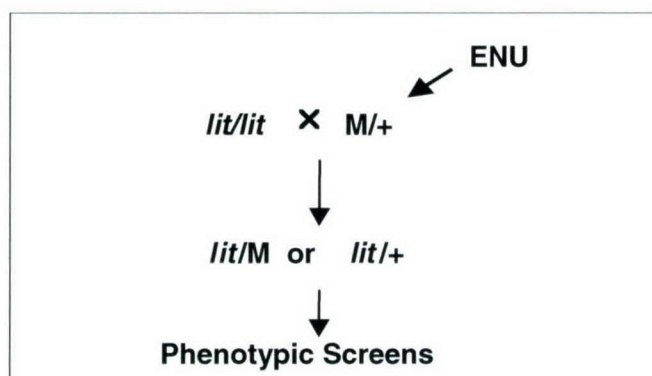 ENU
lit/lit × M/+
lit/M or lit/+
Phenotypic Screens